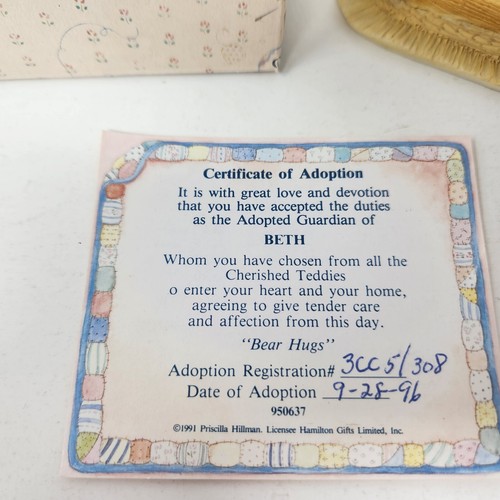 Certificate of Adoption
It is with great love and devotion
that you have accepted the duties
as the Adopted Guardian of
BETH
Whom you have chosen from all the
Cherished Teddies
o enter your heart and your home,
agreeing to give tender care
and affection from this day.
"Bear Hugs"
Adoption Registration# 3CC5/308
Date of Adoption 9-28-96
950637
©1991 Priscilla Hillman. Licensee Hamilton Gifts Limited, Inc.